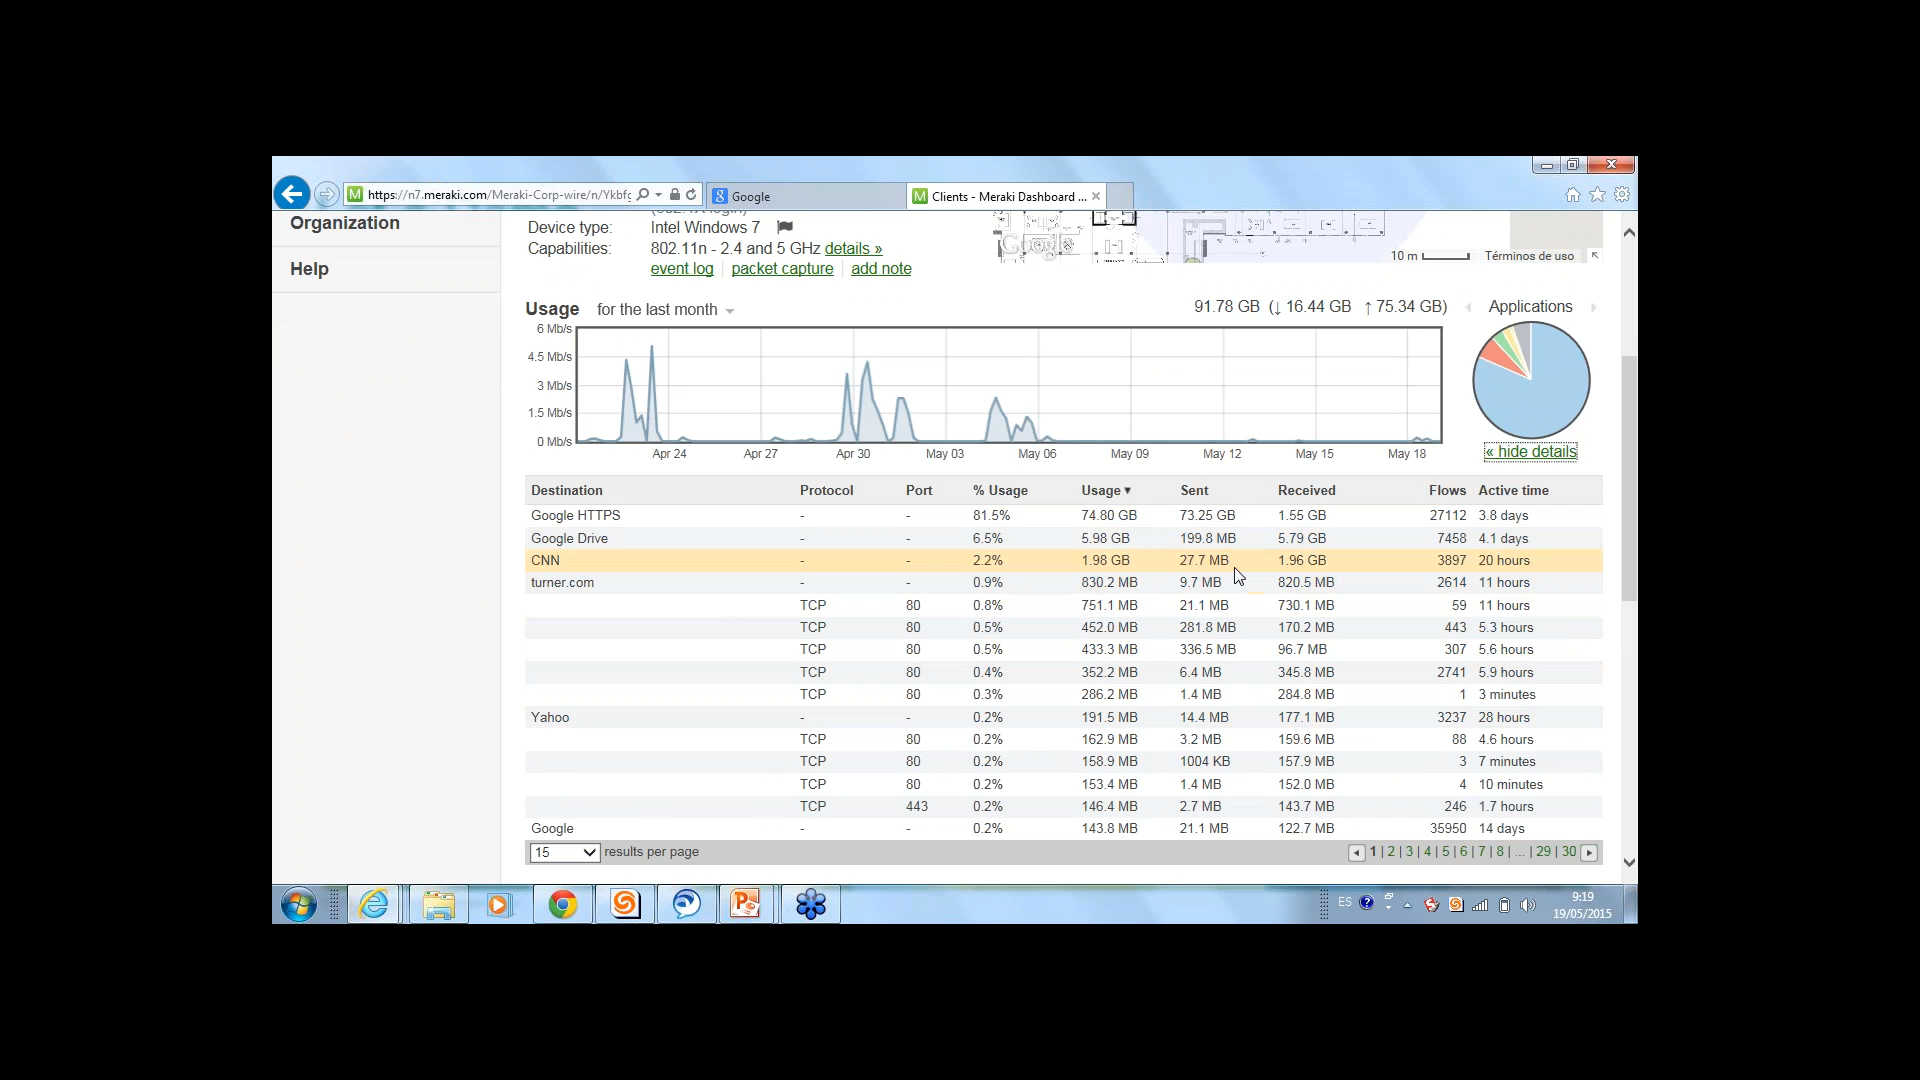 https://n7.meraki.com/Meraki-Corp-wire/n/Ykbfc
Google
Clients - Meraki Dashboard ...
Organization
Help
Device type: Intel Windows 7
Capabilities: 802.11n - 2.4 and 5 GHz details »
event log packet capture add note
Google
10 m Términos de uso
Usage for the last month
91.78 GB (↓ 16.44 GB ↑ 75.34 GB)
Applications
6 Mb/s
4.5 Mb/s
3 Mb/s
1.5 Mb/s
0 Mb/s
Apr 24 Apr 27 Apr 30 May 03 May 06 May 09 May 12 May 15 May 18
« hide details
Destination Protocol Port % Usage Usage ▼ Sent Received Flows Active time
Google HTTPS - - 81.5% 74.80 GB 73.25 GB 1.55 GB 27112 3.8 days
Google Drive - - 6.5% 5.98 GB 199.8 MB 5.79 GB 7458 4.1 days
CNN - - 2.2% 1.98 GB 27.7 MB 1.96 GB 3897 20 hours
turner.com - - 0.9% 830.2 MB 9.7 MB 820.5 MB 2614 11 hours
TCP 80 0.8% 751.1 MB 21.1 MB 730.1 MB 59 11 hours
TCP 80 0.5% 452.0 MB 281.8 MB 170.2 MB 443 5.3 hours
TCP 80 0.5% 433.3 MB 336.5 MB 96.7 MB 307 5.6 hours
TCP 80 0.4% 352.2 MB 6.4 MB 345.8 MB 2741 5.9 hours
TCP 80 0.3% 286.2 MB 1.4 MB 284.8 MB 1 3 minutes
Yahoo - - 0.2% 191.5 MB 14.4 MB 177.1 MB 3237 28 hours
TCP 80 0.2% 162.9 MB 3.2 MB 159.6 MB 88 4.6 hours
TCP 80 0.2% 158.9 MB 1004 KB 157.9 MB 3 7 minutes
TCP 80 0.2% 153.4 MB 1.4 MB 152.0 MB 4 10 minutes
TCP 443 0.2% 146.4 MB 2.7 MB 143.7 MB 246 1.7 hours
Google - - 0.2% 143.8 MB 21.1 MB 122.7 MB 35950 14 days
15 results per page
1 | 2 | 3 | 4 | 5 | 6 | 7 | 8 | ... | 29 | 30
ES
9:19
19/05/2015